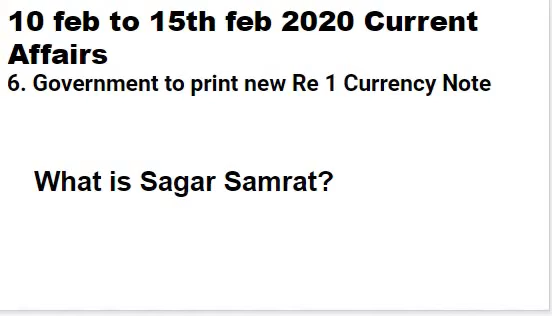 10 feb to 15th feb 2020 Current
Affairs
6. Government to print new Re 1 Currency Note
What is Sagar Samrat?